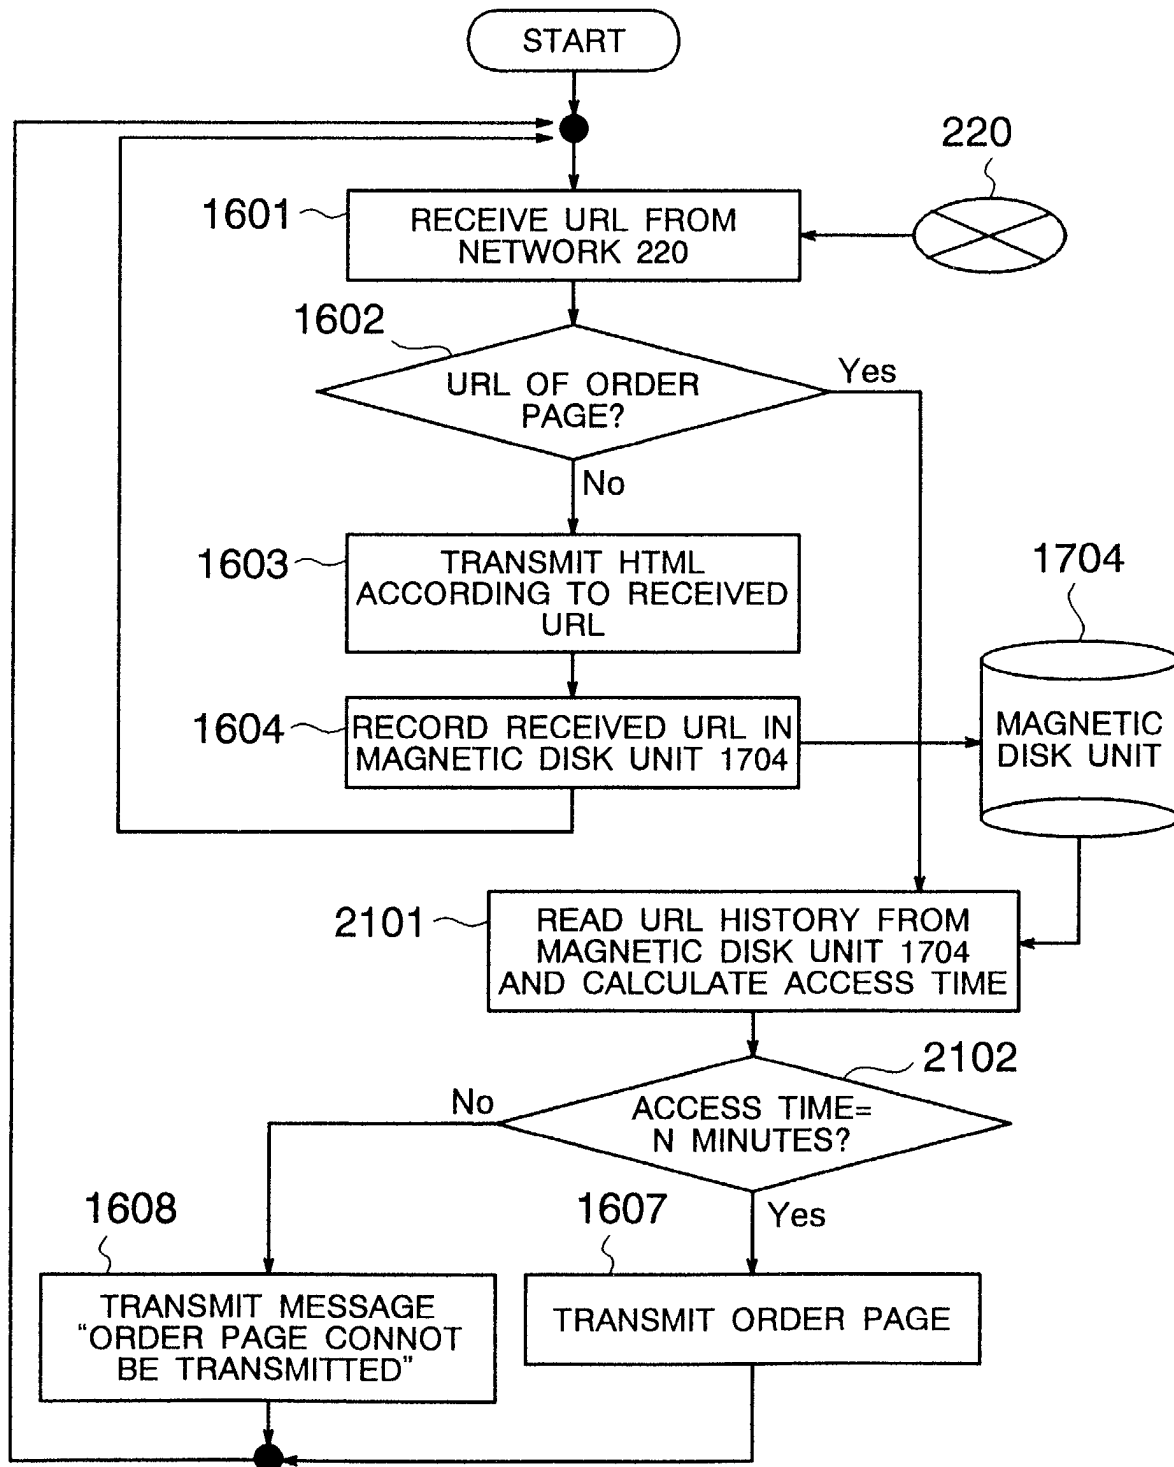 START
220
1601
RECEIVE URL FROM
NETWORK 220
1602
URL OF ORDER
PAGE?
Yes
No
1603
TRANSMIT HTML
ACCORDING TO RECEIVED
URL
1704
1604
RECORD RECEIVED URL IN
MAGNETIC DISK UNIT 1704
MAGNETIC
DISK UNIT
2101
READ URL HISTORY FROM
MAGNETIC DISK UNIT 1704
AND CALCULATE ACCESS TIME
2102
No
ACCESS TIME=
N MINUTES?
Yes
1608
1607
TRANSMIT MESSAGE
“ORDER PAGE CONNOT
BE TRANSMITTED”
TRANSMIT ORDER PAGE